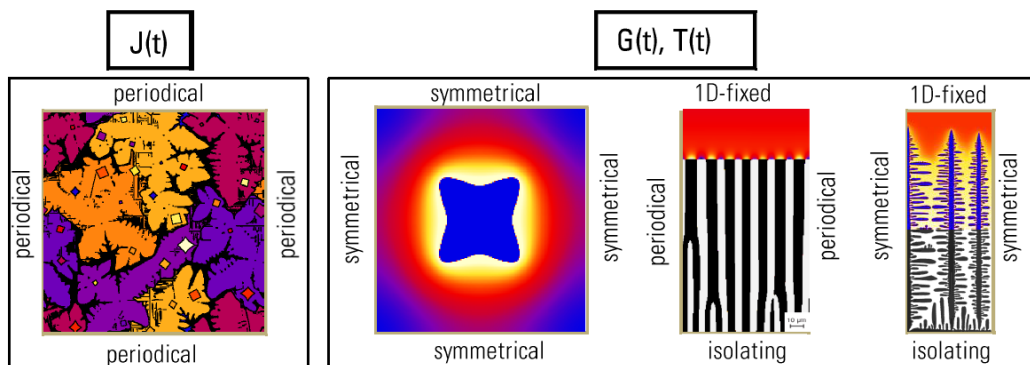 J(t)
G(t), T(t)
periodical
periodical
periodical
periodical
symmetrical
symmetrical
symmetrical
symmetrical
1D-fixed
periodical
periodical
10 µm
isolating
1D-fixed
symmetrical
symmetrical
isolating